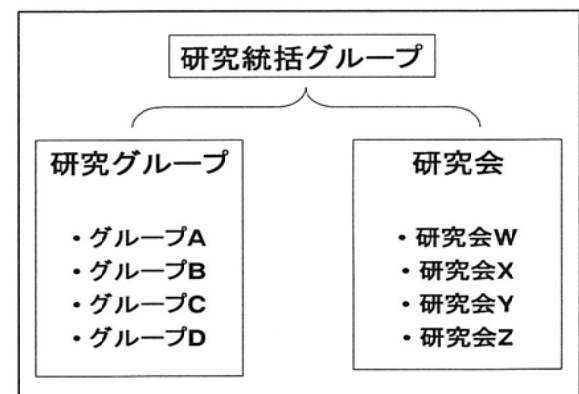 研究統括グループ
研究グループ
・グループA
・グループB
・グループC
・グループD
研究会
・研究会W
・研究会X
・研究会Y
・研究会Z